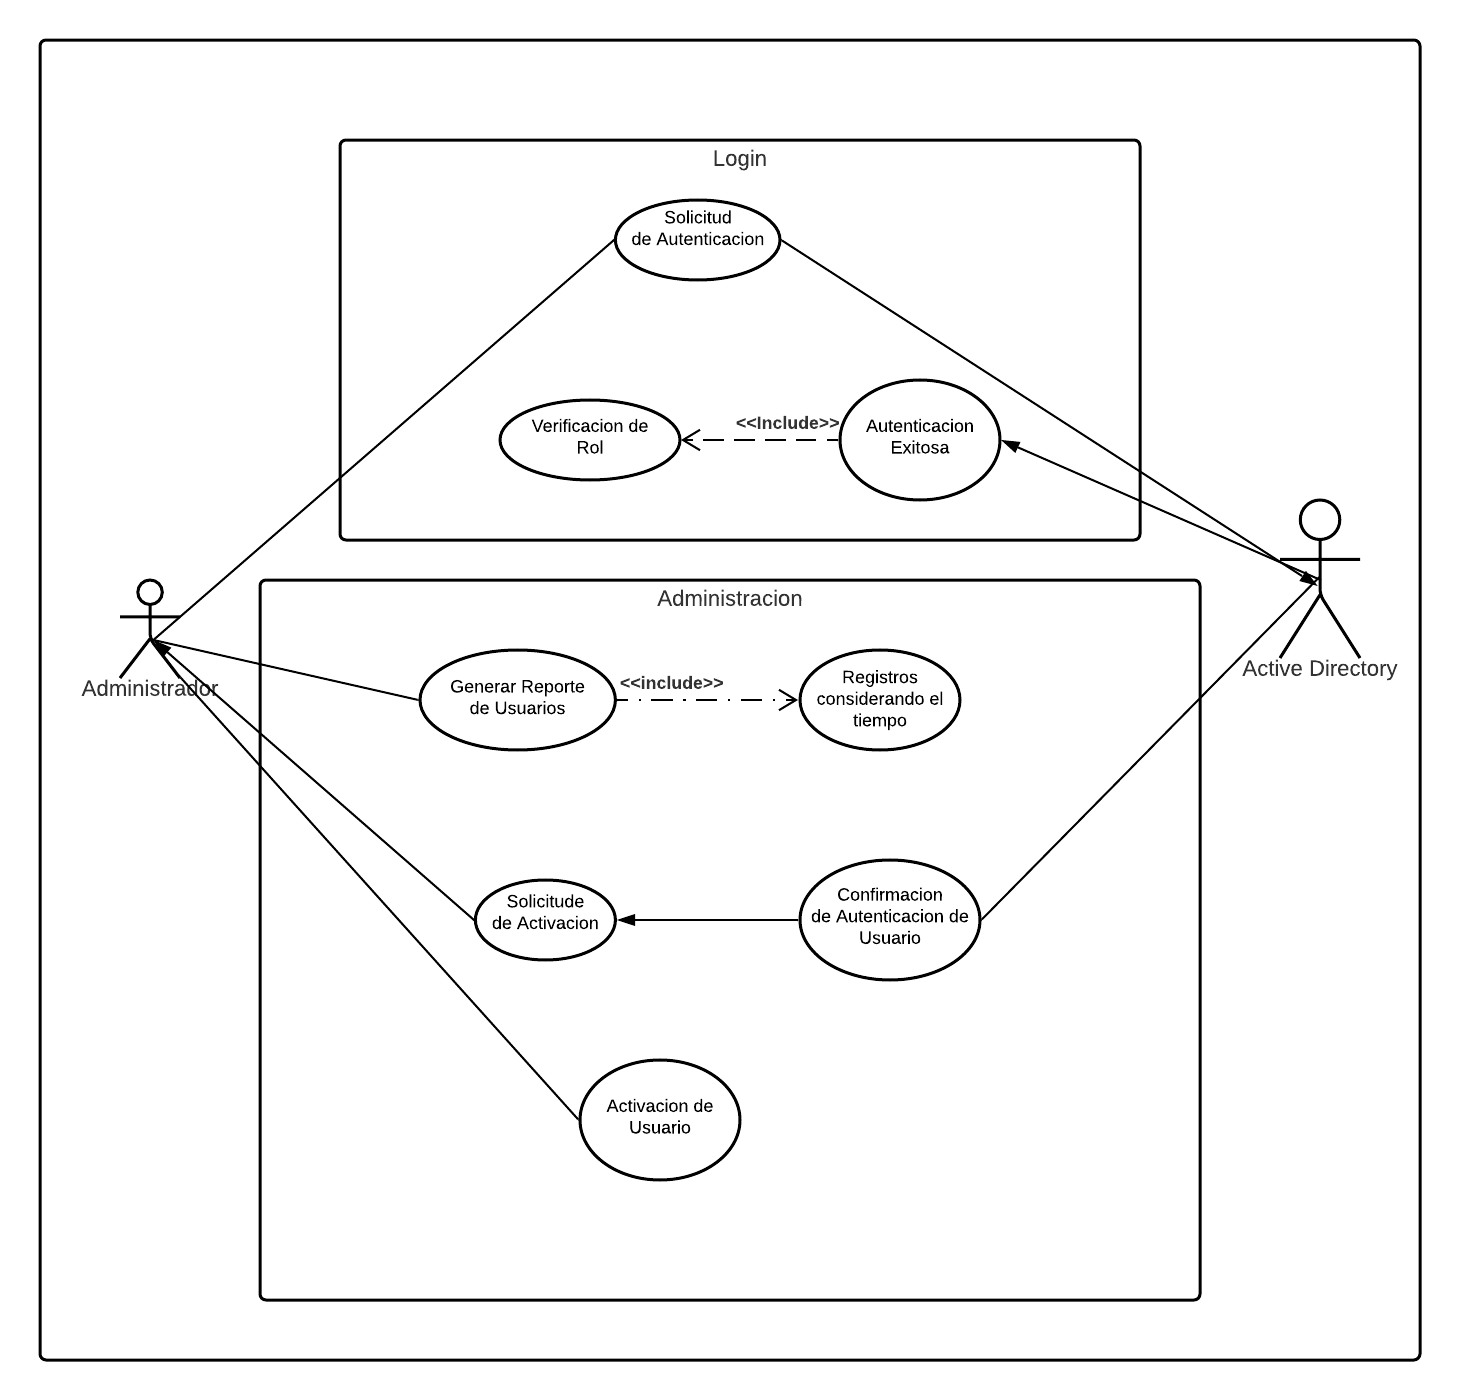 Login
Solicitud
de Autenticacion
Verificacion de
Rol
<<Include>>
Autenticacion
Exitosa
Administrador
Active Directory
Administracion
Generar Reporte
de Usuarios
<<include>>
Registros
considerando el
tiempo
Solicitude
de Activacion
Confirmacion
de Autenticacion de
Usuario
Activacion de
Usuario